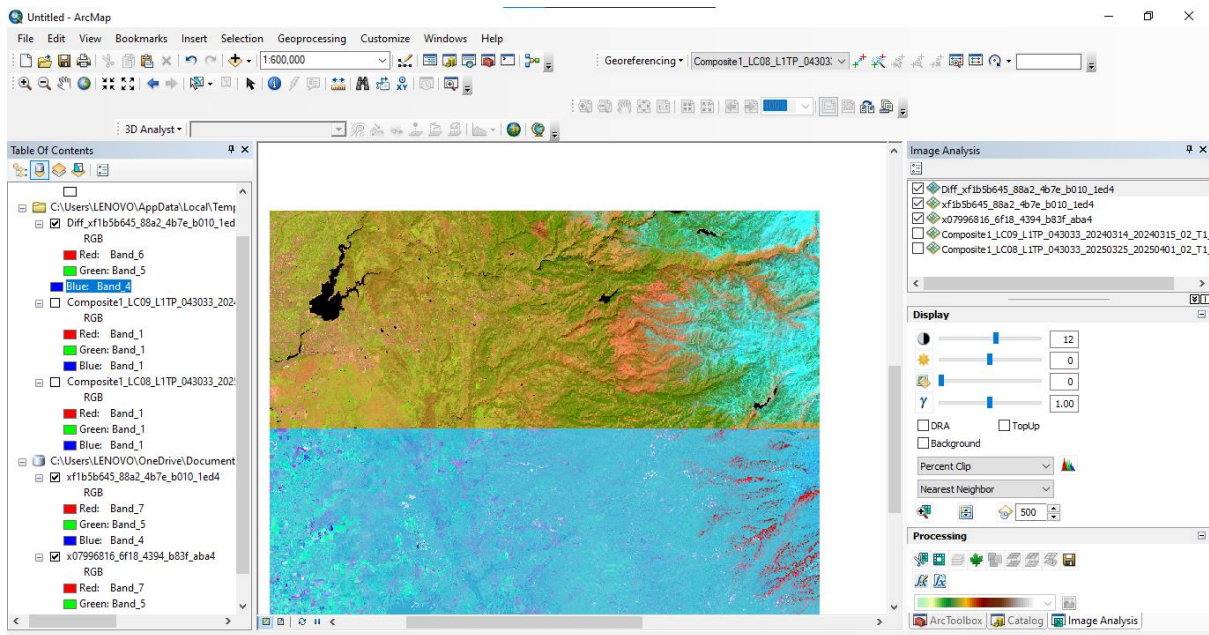 Untitled - ArcMap
File Edit View Bookmarks Insert Selection Geoprocessing Customize Windows Help
1:600,000
Georeferencing
Composite1_LC08_L1TP_04303
3D Analyst
Table Of Contents
C:\Users\LENOVO\AppData\Local\Temp
Diff_xf1b5b645_88a2_4b7e_b010_1ed
RGB
Red: Band_6
Green: Band_5
Blue: Band_4
Composite1_LC09_L1TP_043033_202
RGB
Red: Band_1
Green: Band_1
Blue: Band_1
Composite1_LC08_L1TP_043033_202
RGB
Red: Band_1
Green: Band_1
Blue: Band_1
C:\Users\LENOVO\OneDrive\Document
xf1b5b645_88a2_4b7e_b010_1ed4
RGB
Red: Band_7
Green: Band_5
Blue: Band_4
x07996816_6f18_4394_b83f_aba4
RGB
Red: Band_7
Green: Band_5
Image Analysis
Diff_xf1b5b645_88a2_4b7e_b010_1ed4
xf1b5b645_88a2_4b7e_b010_1ed4
x07996816_6f18_4394_b83f_aba4
Composite1_LC09_L1TP_043033_20240314_20240315_02_T1_
Composite1_LC08_L1TP_043033_20250325_20250401_02_T1_
Display
12
0
0
γ 1.00
DRA TopUp
Background
Percent Clip
Nearest Neighbor
500
Processing
ArcToolbox Catalog Image Analysis